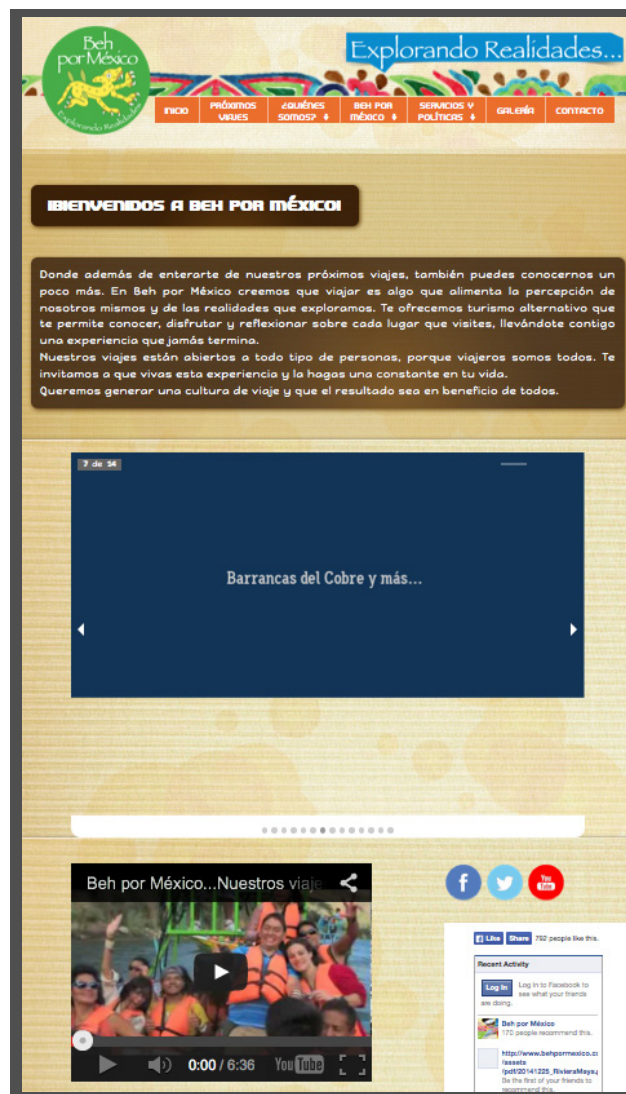 Beh
por México
Explorando Realidades
Explorando Realidades...
INICIO
PRÓXIMOS
VIAJES
¿QUIÉNES
SOMOS? ↓
BEH POR
MÉXICO ↓
SERVICIOS Y
POLÍTICAS ↓
GALERÍA
CONTACTO
¡BIENVENIDOS A BEH POR MÉXICO!
Donde además de enterarte de nuestros próximos viajes, también puedes conocernos un
poco más. En Beh por México creemos que viajar es algo que alimenta la percepción de
nosotros mismos y de las realidades que exploramos. Te ofrecemos turismo alternativo que
te permite conocer, disfrutar y reflexionar sobre cada lugar que visites, llevándote contigo
una experiencia que jamás termina.
Nuestros viajes están abiertos a todo tipo de personas, porque viajeros somos todos. Te
invitamos a que vivas esta experiencia y la hagas una constante en tu vida.
Queremos generar una cultura de viaje y que el resultado sea en beneficio de todos.
7 de 14
Barrancas del Cobre y más...
Beh por México...Nuestros viaje
0:00 / 6:36 YouTube
f
You
Tube
Like Share 792 people like this.
Recent Activity
Log In
Log in to Facebook to
see what your friends
are doing.
Beh por México
170 people recommend this.
http://www.behpormexico.co
/assets
/pdf/20141225_RivieraMaya.p
Be the first of your friends to
recommend this.